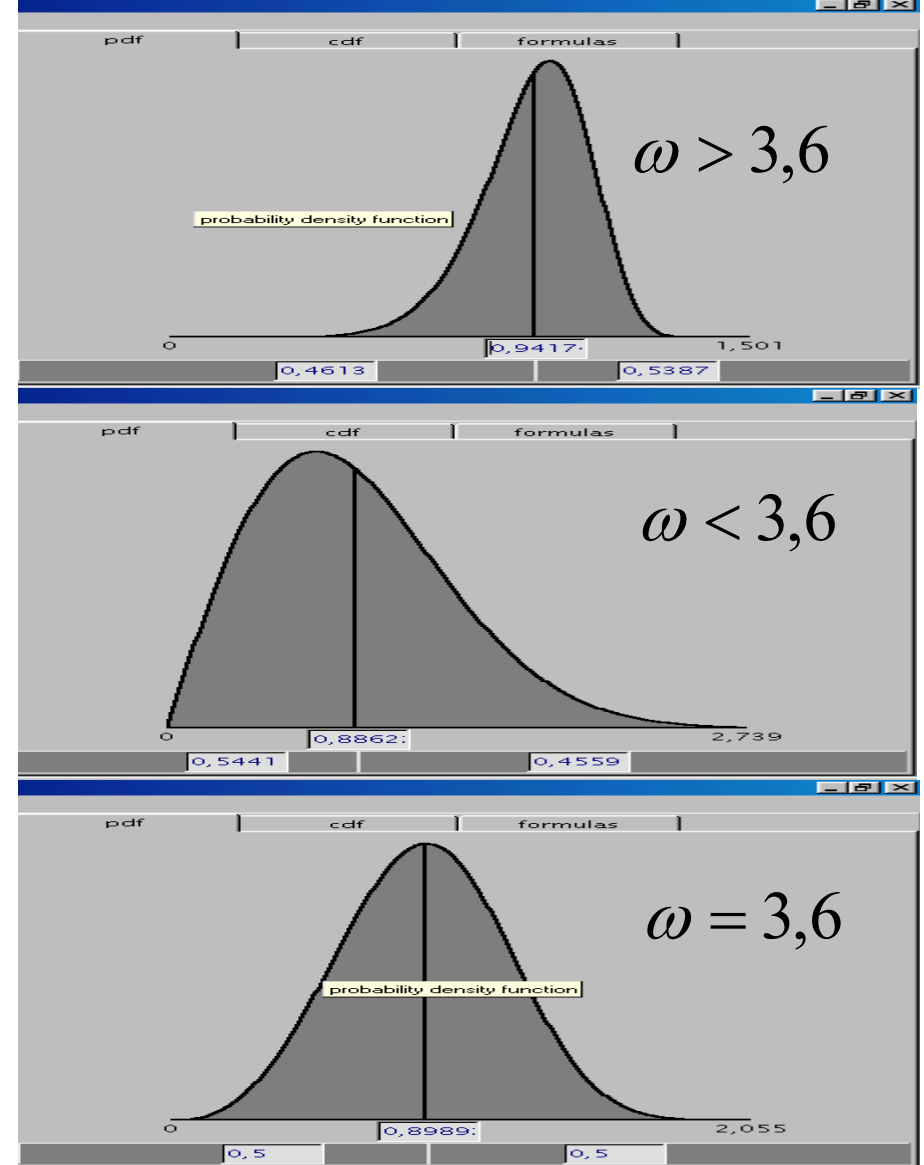 pdf cdf formulas
ω > 3,6
probability density function
0 0,9417 1,501
0,4613 0,5387
pdf cdf formulas
ω < 3,6
0 0,8862 2,739
0,5441 0,4559
pdf cdf formulas
ω = 3,6
probability density function
0 0,8989 2,055
0,5 0,5